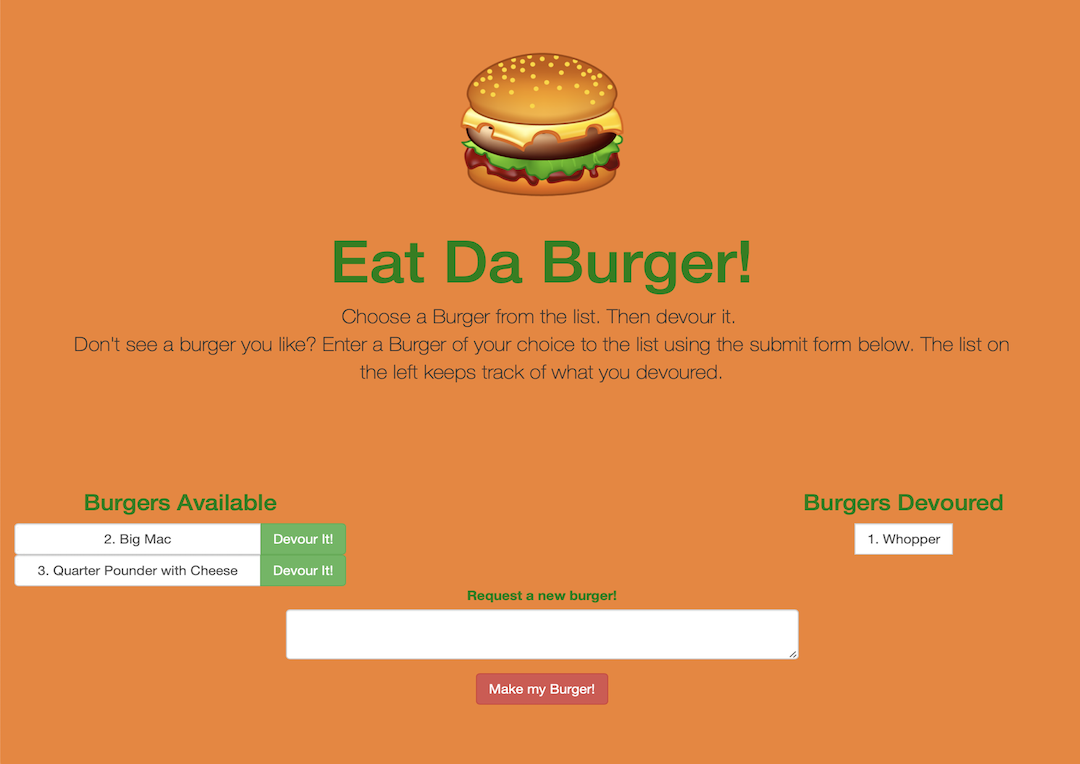 Eat Da Burger!
Choose a Burger from the list. Then devour it.
Don't see a burger you like? Enter a Burger of your choice to the list using the submit form below. The list on
the left keeps track of what you devoured.
Burgers Available
2. Big Mac Devour It!
3. Quarter Pounder with Cheese Devour It!
Burgers Devoured
1. Whopper
Request a new burger!
Make my Burger!